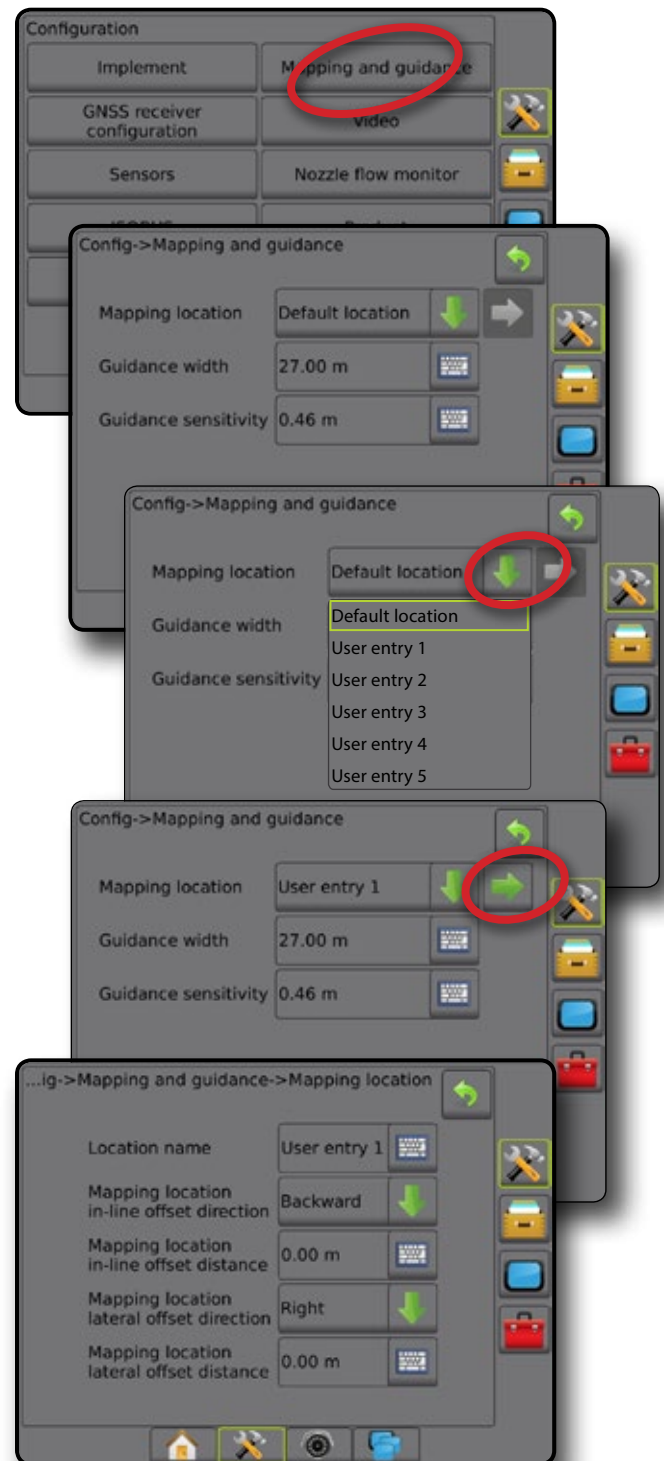 Configuration
Implement
Mapping and guidance
GNSS receiver
configuration
Video
Sensors
Nozzle flow monitor
Config->Mapping and guidance
Mapping location
Default location
Guidance width
27.00 m
Guidance sensitivity
0.46 m
Config->Mapping and guidance
Mapping location
Default location
Guidance width
Guidance sensitivity
Default location
User entry 1
User entry 2
User entry 3
User entry 4
User entry 5
Config->Mapping and guidance
Mapping location
User entry 1
Guidance width
27.00 m
Guidance sensitivity
0.46 m
...ig->Mapping and guidance->Mapping location
Location name
User entry 1
Mapping location
in-line offset direction
Backward
Mapping location
in-line offset distance
0.00 m
Mapping location
lateral offset direction
Right
Mapping location
lateral offset distance
0.00 m